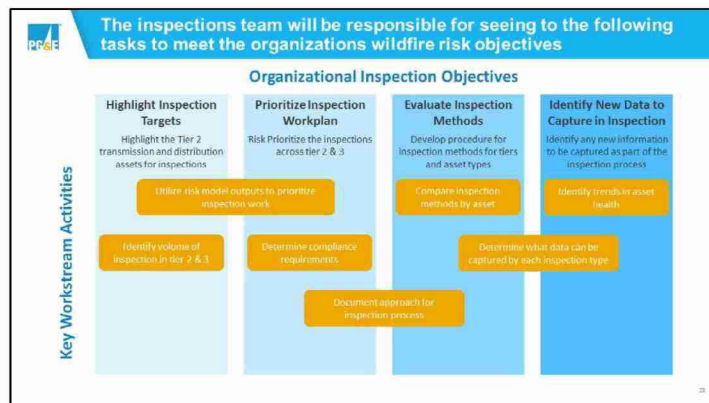 The inspections team will be responsible for seeing to the following
tasks to meet the organizations wildfire risk objectives
PG&E
Organizational Inspection Objectives
Key Workstream Activities
Highlight Inspection
Targets
Highlight the Tier 2
transmission and distribution
assets for inspections
Prioritize Inspection
Workplan
Risk Prioritize the inspections
across tier 2 & 3
Evaluate Inspection
Methods
Develop procedure for
inspection methods for tiers
and asset types
Identify New Data to
Capture in Inspection
Identify any new information
to be captured as part of the
inspection process
Utilize risk model outputs to prioritize
inspection work
Compare inspection
methods by asset
Identify trends in asset
health
Identify volume of
inspection in tier 2 & 3
Determine compliance
requirements
Determine what data can be
captured by each inspection type
Document approach for
inspection process